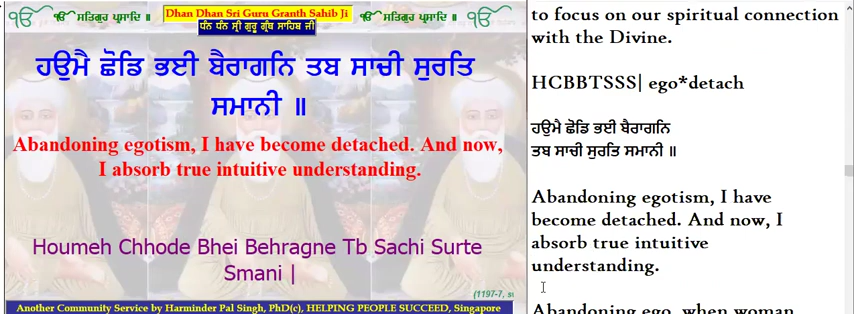 ੴ ਸਤਿਗੁਰ ਪ੍ਰਸਾਦਿ ॥
Dhan Dhan Sri Guru Granth Sahib Ji
ਧੰਨ ਧੰਨ ਸ੍ਰੀ ਗੁਰੂ ਗ੍ਰੰਥ ਸਾਹਿਬ ਜੀ
ੴ ਸਤਿਗੁਰ ਪ੍ਰਸਾਦਿ ॥
ਹਉਮੈ ਛੋਡਿ ਭਈ ਬੈਰਾਗਨਿ ਤਬ ਸਾਚੀ ਸੁਰਤਿ
ਸਮਾਨੀ ॥
Abandoning egotism, I have become detached. And now,
I absorb true intuitive understanding.
Houmeh Chhode Bhei Behragne Tb Sachi Surte
Smani |
(1197-7,
Another Community Service by Harminder Pal Singh, PhD(c), HELPING PEOPLE SUCCEED, Singapore
to focus on our spiritual connection
with the Divine.
HCBBTSSS| ego*detach
ਹਉਮੈ ਛੋਡਿ ਭਈ ਬੈਰਾਗਨਿ
ਤਬ ਸਾਚੀ ਸੁਰਤਿ ਸਮਾਨੀ ॥
Abandoning egotism, I have
become detached. And now, I
absorb true intuitive
understanding.
Abandoning ego, when woman